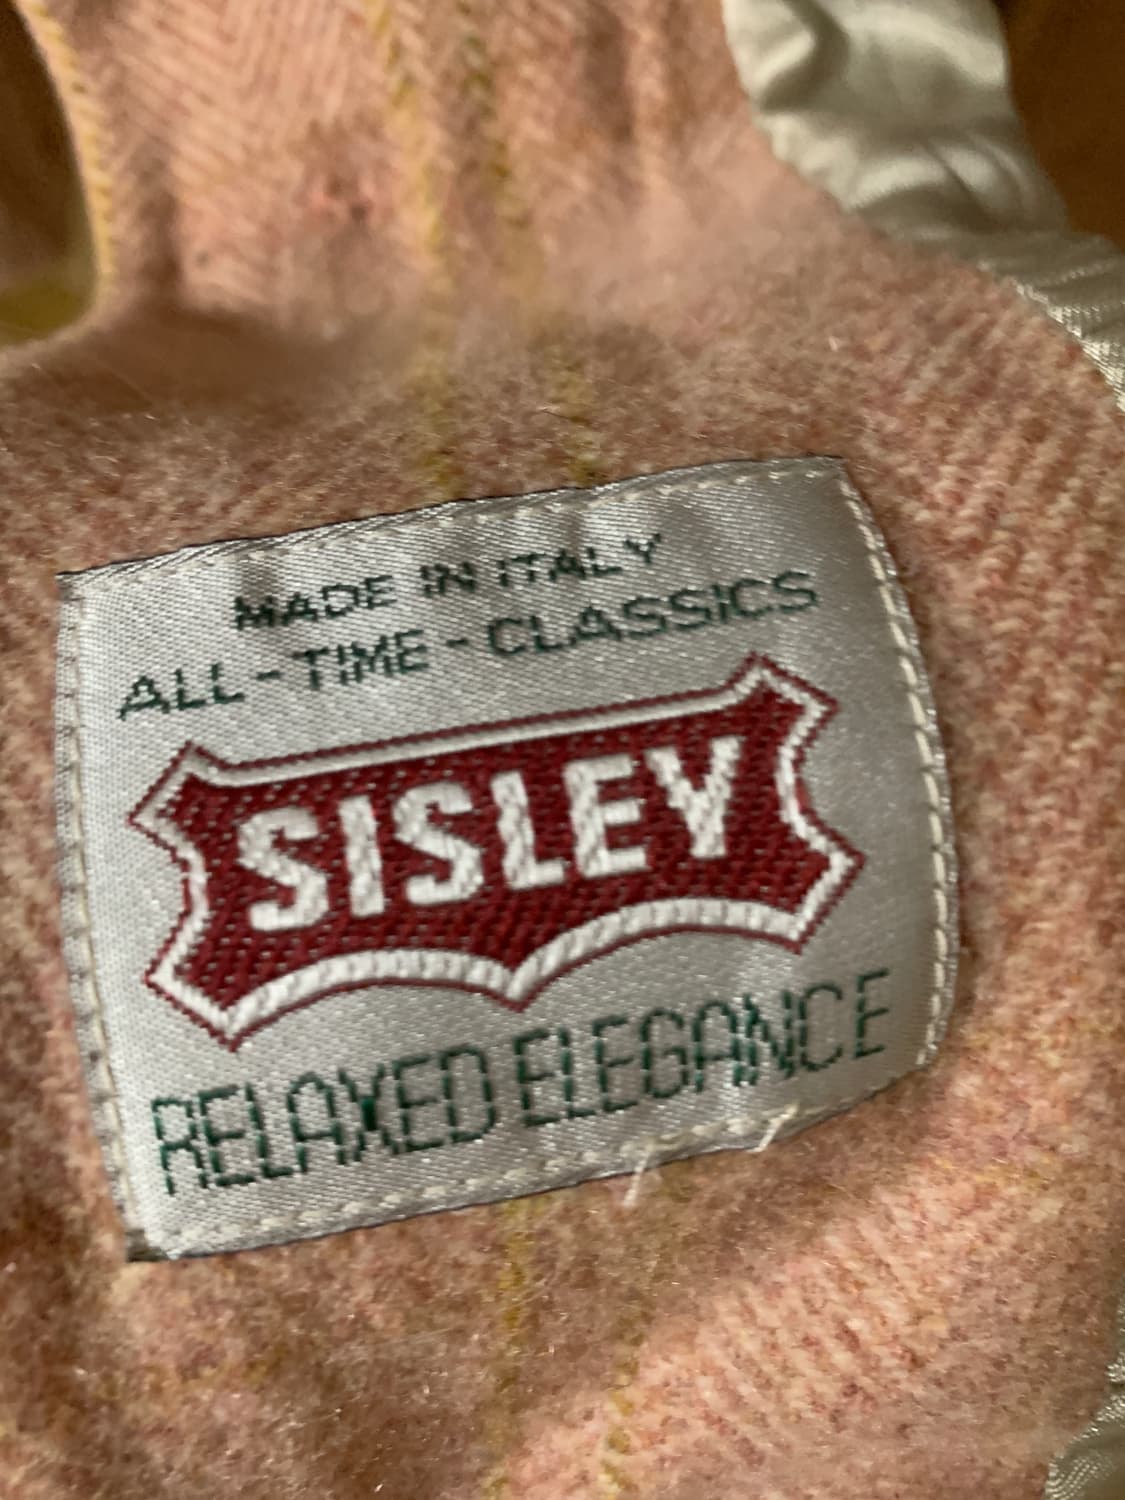 MADE IN ITALY
ALL-TIME-CLASSICS
SISLEY
RELAXED ELEGANCE